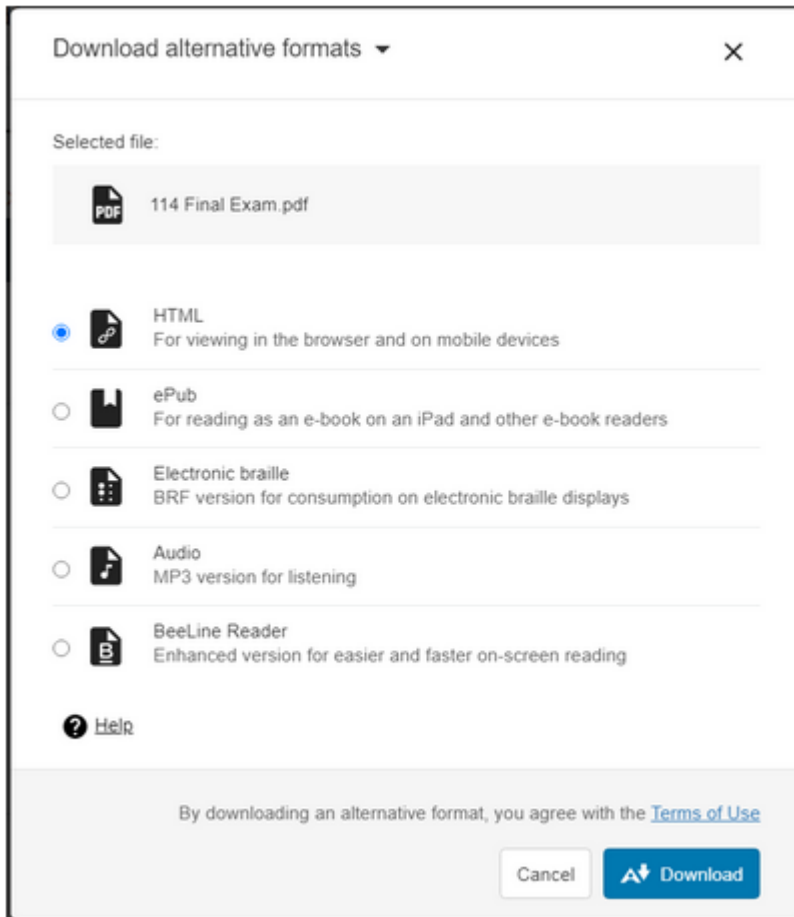 Download alternative formats
Selected file:
PDF
114 Final Exam.pdf
HTML
For viewing in the browser and on mobile devices
ePub
For reading as an e-book on an iPad and other e-book readers
Electronic braille
BRF version for consumption on electronic braille displays
Audio
MP3 version for listening
B
BeeLine Reader
Enhanced version for easier and faster on-screen reading
? Help
By downloading an alternative format, you agree with the Terms of Use
Cancel
A Download